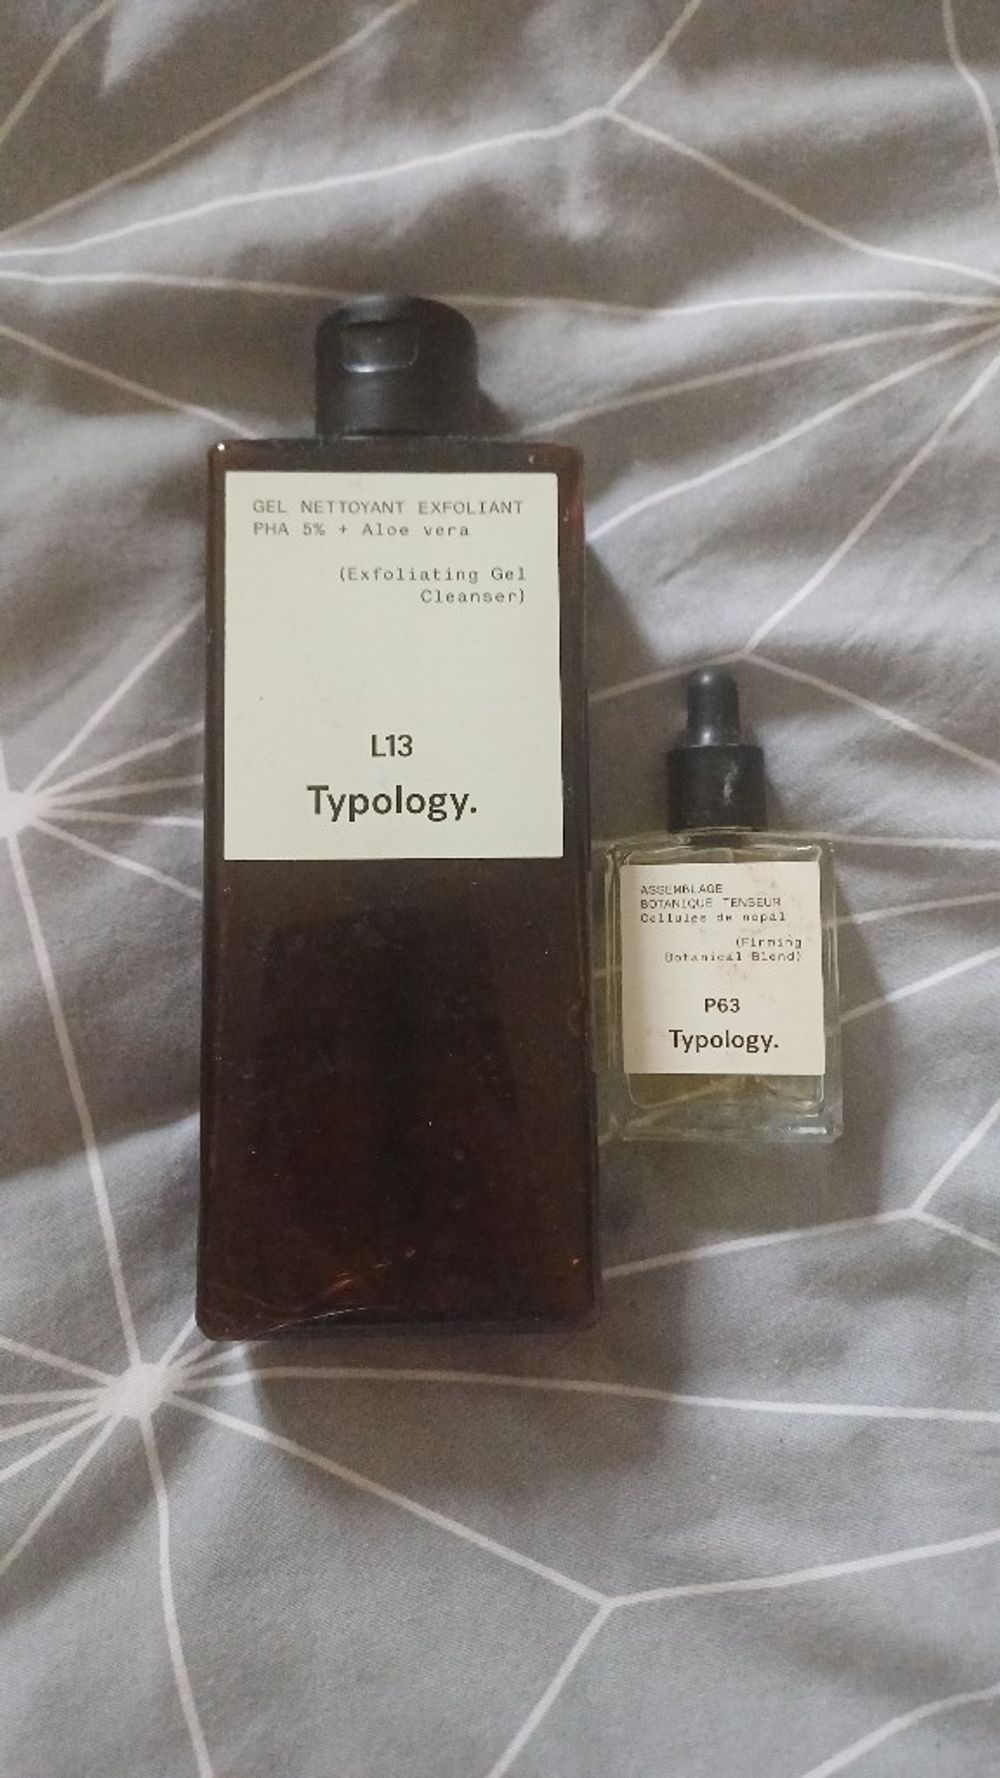 GEL NETTOYANT EXFOLIANT
PHA 5% + Aloe vera
(Exfoliating Gel
Cleanser)
L13
Typology.
ASSEMBLAGE
BOTANIQUE TENSEUR
Cellules de nopal
(Firming
Botanical Blend)
P63
Typology.